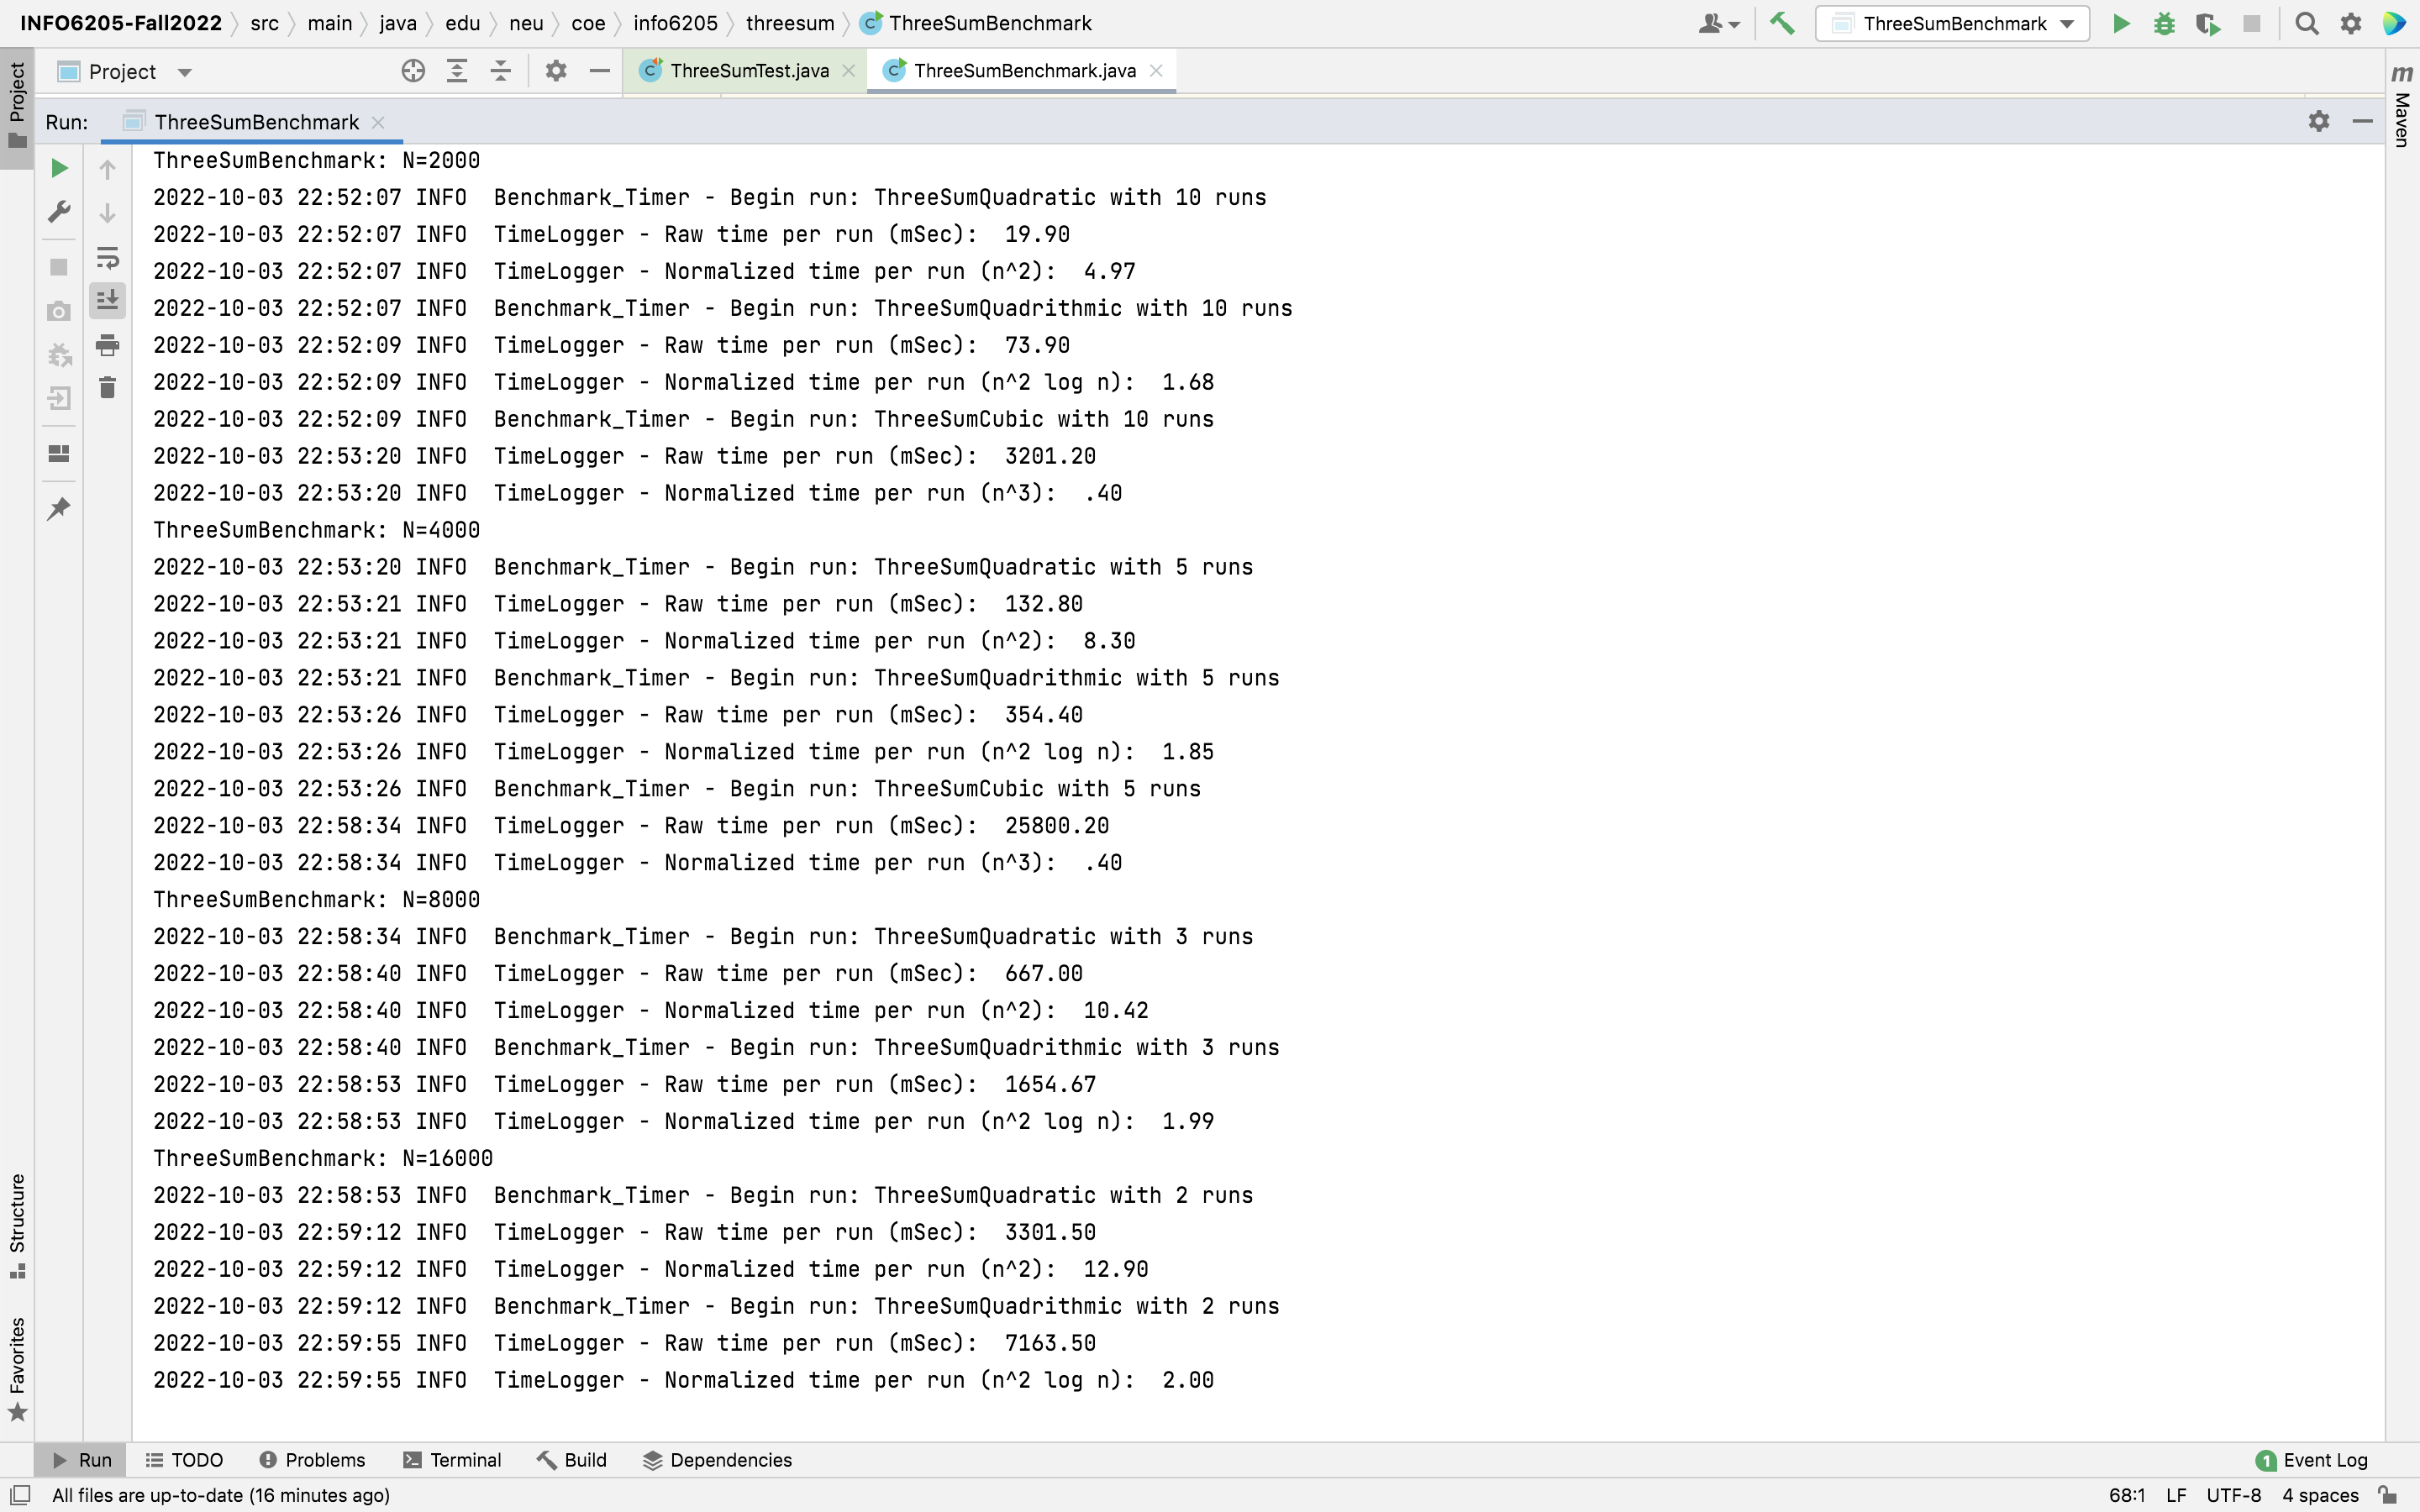 INFO6205-Fall2022 src main java edu neu coe info6205 threesum ThreeSumBenchmark ThreeSumBenchmark
Project ThreeSumTest.java ThreeSumBenchmark.java
Project
m Maven
Run: ThreeSumBenchmark
ThreeSumBenchmark: N=2000
2022-10-03 22:52:07 INFO  Benchmark_Timer - Begin run: ThreeSumQuadratic with 10 runs
2022-10-03 22:52:07 INFO  TimeLogger - Raw time per run (mSec):  19.90
2022-10-03 22:52:07 INFO  TimeLogger - Normalized time per run (n^2):  4.97
2022-10-03 22:52:07 INFO  Benchmark_Timer - Begin run: ThreeSumQuadrithmic with 10 runs
2022-10-03 22:52:09 INFO  TimeLogger - Raw time per run (mSec):  73.90
2022-10-03 22:52:09 INFO  TimeLogger - Normalized time per run (n^2 log n):  1.68
2022-10-03 22:52:09 INFO  Benchmark_Timer - Begin run: ThreeSumCubic with 10 runs
2022-10-03 22:53:20 INFO  TimeLogger - Raw time per run (mSec):  3201.20
2022-10-03 22:53:20 INFO  TimeLogger - Normalized time per run (n^3):  .40
ThreeSumBenchmark: N=4000
2022-10-03 22:53:20 INFO  Benchmark_Timer - Begin run: ThreeSumQuadratic with 5 runs
2022-10-03 22:53:21 INFO  TimeLogger - Raw time per run (mSec):  132.80
2022-10-03 22:53:21 INFO  TimeLogger - Normalized time per run (n^2):  8.30
2022-10-03 22:53:21 INFO  Benchmark_Timer - Begin run: ThreeSumQuadrithmic with 5 runs
2022-10-03 22:53:26 INFO  TimeLogger - Raw time per run (mSec):  354.40
2022-10-03 22:53:26 INFO  TimeLogger - Normalized time per run (n^2 log n):  1.85
2022-10-03 22:53:26 INFO  Benchmark_Timer - Begin run: ThreeSumCubic with 5 runs
2022-10-03 22:58:34 INFO  TimeLogger - Raw time per run (mSec):  25800.20
2022-10-03 22:58:34 INFO  TimeLogger - Normalized time per run (n^3):  .40
ThreeSumBenchmark: N=8000
2022-10-03 22:58:34 INFO  Benchmark_Timer - Begin run: ThreeSumQuadratic with 3 runs
2022-10-03 22:58:40 INFO  TimeLogger - Raw time per run (mSec):  667.00
2022-10-03 22:58:40 INFO  TimeLogger - Normalized time per run (n^2):  10.42
2022-10-03 22:58:40 INFO  Benchmark_Timer - Begin run: ThreeSumQuadrithmic with 3 runs
2022-10-03 22:58:53 INFO  TimeLogger - Raw time per run (mSec):  1654.67
2022-10-03 22:58:53 INFO  TimeLogger - Normalized time per run (n^2 log n):  1.99
ThreeSumBenchmark: N=16000
2022-10-03 22:58:53 INFO  Benchmark_Timer - Begin run: ThreeSumQuadratic with 2 runs
2022-10-03 22:59:12 INFO  TimeLogger - Raw time per run (mSec):  3301.50
2022-10-03 22:59:12 INFO  TimeLogger - Normalized time per run (n^2):  12.90
2022-10-03 22:59:12 INFO  Benchmark_Timer - Begin run: ThreeSumQuadrithmic with 2 runs
2022-10-03 22:59:55 INFO  TimeLogger - Raw time per run (mSec):  7163.50
2022-10-03 22:59:55 INFO  TimeLogger - Normalized time per run (n^2 log n):  2.00
Structure
Favorites
Run TODO Problems Terminal Build Dependencies 1 Event Log
All files are up-to-date (16 minutes ago) 68:1 LF UTF-8 4 spaces